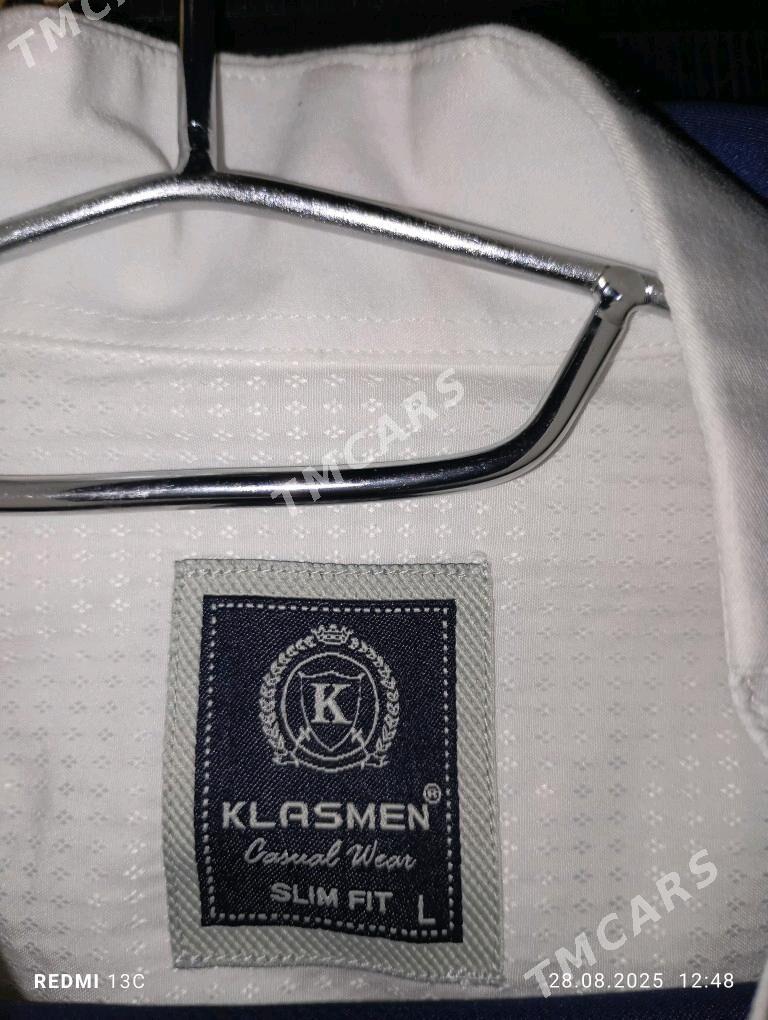 TMCARS
TMCARS
K
KLASMEN®
Casual Wear
SLIM FIT L
TMCARS
REDMI 13C
28.08.2025 12:48